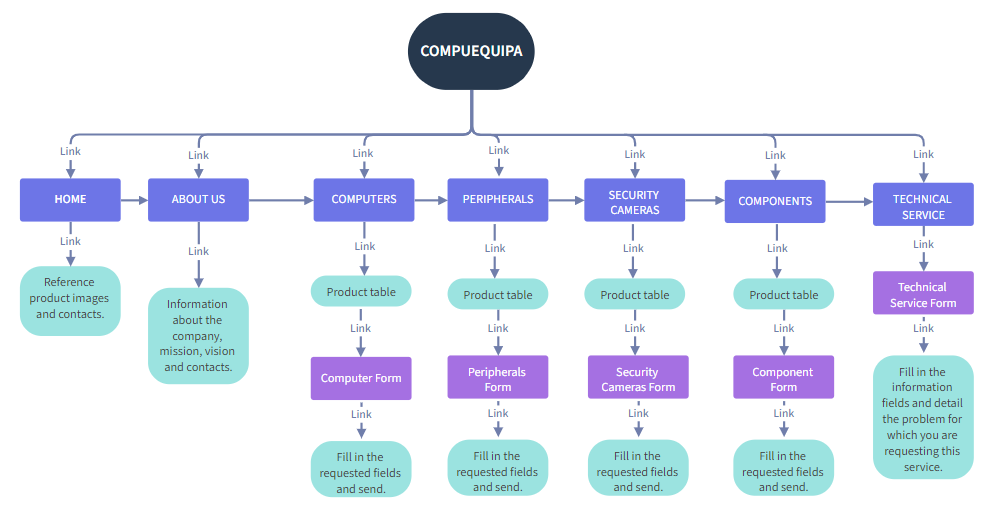 COMPUEQUIPA
Link
Link
Link
Link
Link
Link
Link
HOME
ABOUT US
COMPUTERS
PERIPHERALS
SECURITY
CAMERAS
COMPONENTS
TECHNICAL
SERVICE
Link
Link
Link
Link
Link
Link
Link
Reference
product images
and contacts.
Information
about the
company,
mission, vision
and contacts.
Product table
Product table
Product table
Product table
Technical
Service Form
Link
Link
Link
Link
Link
Computer Form
Peripherals
Form
Security
Cameras Form
Component
Form
Fill in the
information
fields and detail
the problem for
which you are
requesting this
service.
Link
Link
Link
Link
Fill in the
requested fields
and send.
Fill in the
requested fields
and send.
Fill in the
requested fields
and send.
Fill in the
requested fields
and send.